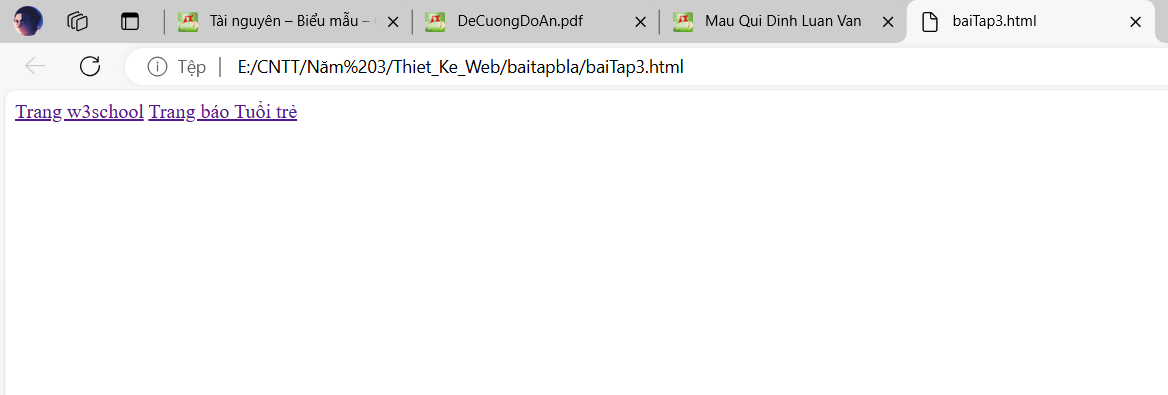 Tài nguyên – Biểu mẫu –
DeCuongDoAn.pdf
Mau Qui Dinh Luan Van
baiTap3.html
Tệp
E:/CNTT/Năm%203/Thiet_Ke_Web/baitapbla/baiTap3.html
Trang w3school Trang báo Tuổi trẻ